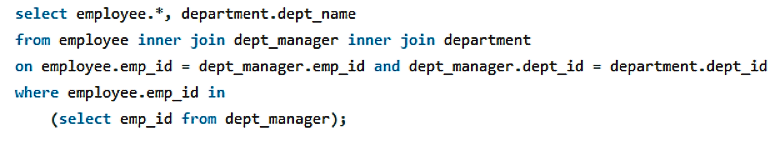 select employee.*, department.dept_name
from employee inner join dept_manager inner join department
on employee.emp_id = dept_manager.emp_id and dept_manager.dept_id = department.dept_id
where employee.emp_id in
(select emp_id from dept_manager);